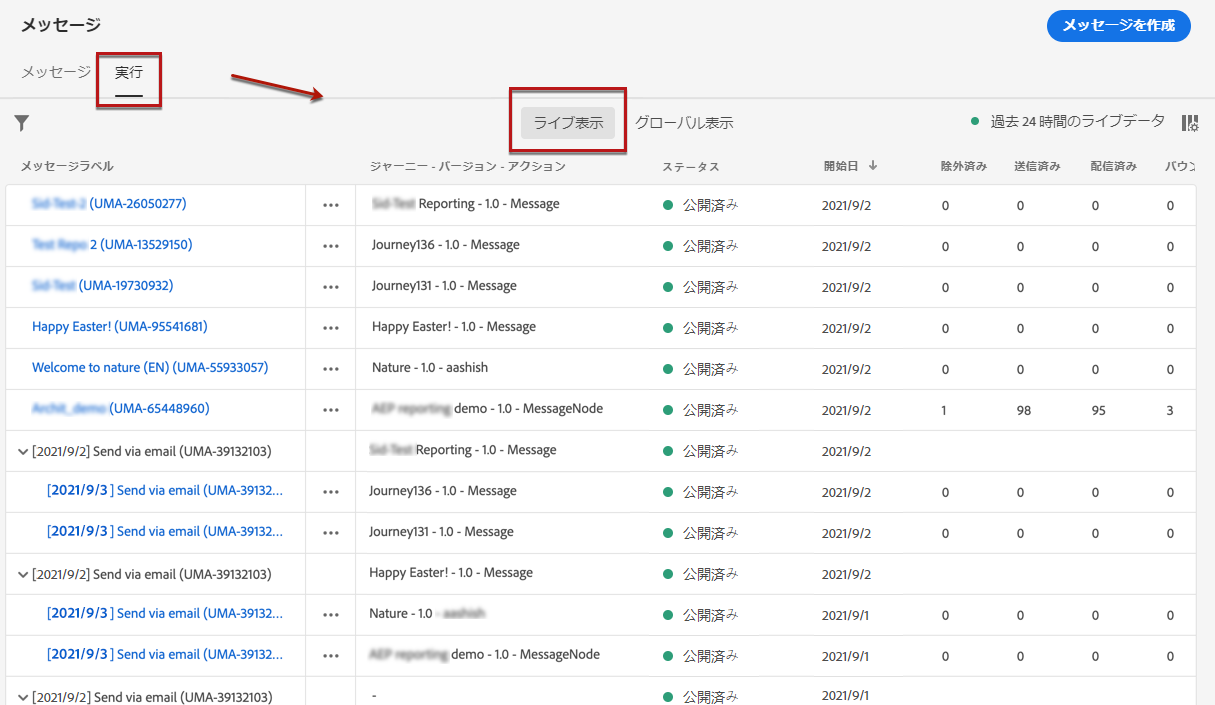 メッセージ
メッセージを作成
メッセージ 実行
ライブ表示 グローバル表示 過去 24 時間のライブデータ
メッセージラベル ジャーニー - バージョン - アクション ステータス 開始日 ↓ 除外済み 送信済み 配信済み バウン
(UMA-26050277) ••• Reporting - 1.0 - Message 公開済み 2021/9/2 0 0 0 0
2 (UMA-13529150) ••• Journey136 - 1.0 - Message 公開済み 2021/9/2 0 0 0 0
(UMA-19730932) ••• Journey131 - 1.0 - Message 公開済み 2021/9/2 0 0 0 0
Happy Easter! (UMA-95541681) ••• Happy Easter! - 1.0 - Message 公開済み 2021/9/2 0 0 0 0
Welcome to nature (EN) (UMA-55933057) ••• Nature - 1.0 - aashish 公開済み 2021/9/2 0 0 0 0
(UMA-65448960) ••• demo - 1.0 - MessageNode 公開済み 2021/9/2 1 98 95 3
[2021/9/2] Send via email (UMA-39132103) Reporting - 1.0 - Message 公開済み 2021/9/2
[2021/9/3 ] Send via email (UMA-39132... ••• Journey136 - 1.0 - Message 公開済み 2021/9/2 0 0 0 0
[2021/9/3 ] Send via email (UMA-39132... ••• Journey131 - 1.0 - Message 公開済み 2021/9/2 0 0 0 0
[2021/9/2] Send via email (UMA-39132103) Happy Easter! - 1.0 - Message 公開済み 2021/9/2
[2021/9/3 ] Send via email (UMA-39132... ••• Nature - 1.0 - 公開済み 2021/9/1 0 0 0 0
[2021/9/3 ] Send via email (UMA-39132... ••• demo - 1.0 - MessageNode 公開済み 2021/9/1 0 0 0 0
[2021/9/2] Send via email (UMA-39132103) - 公開済み 2021/9/1